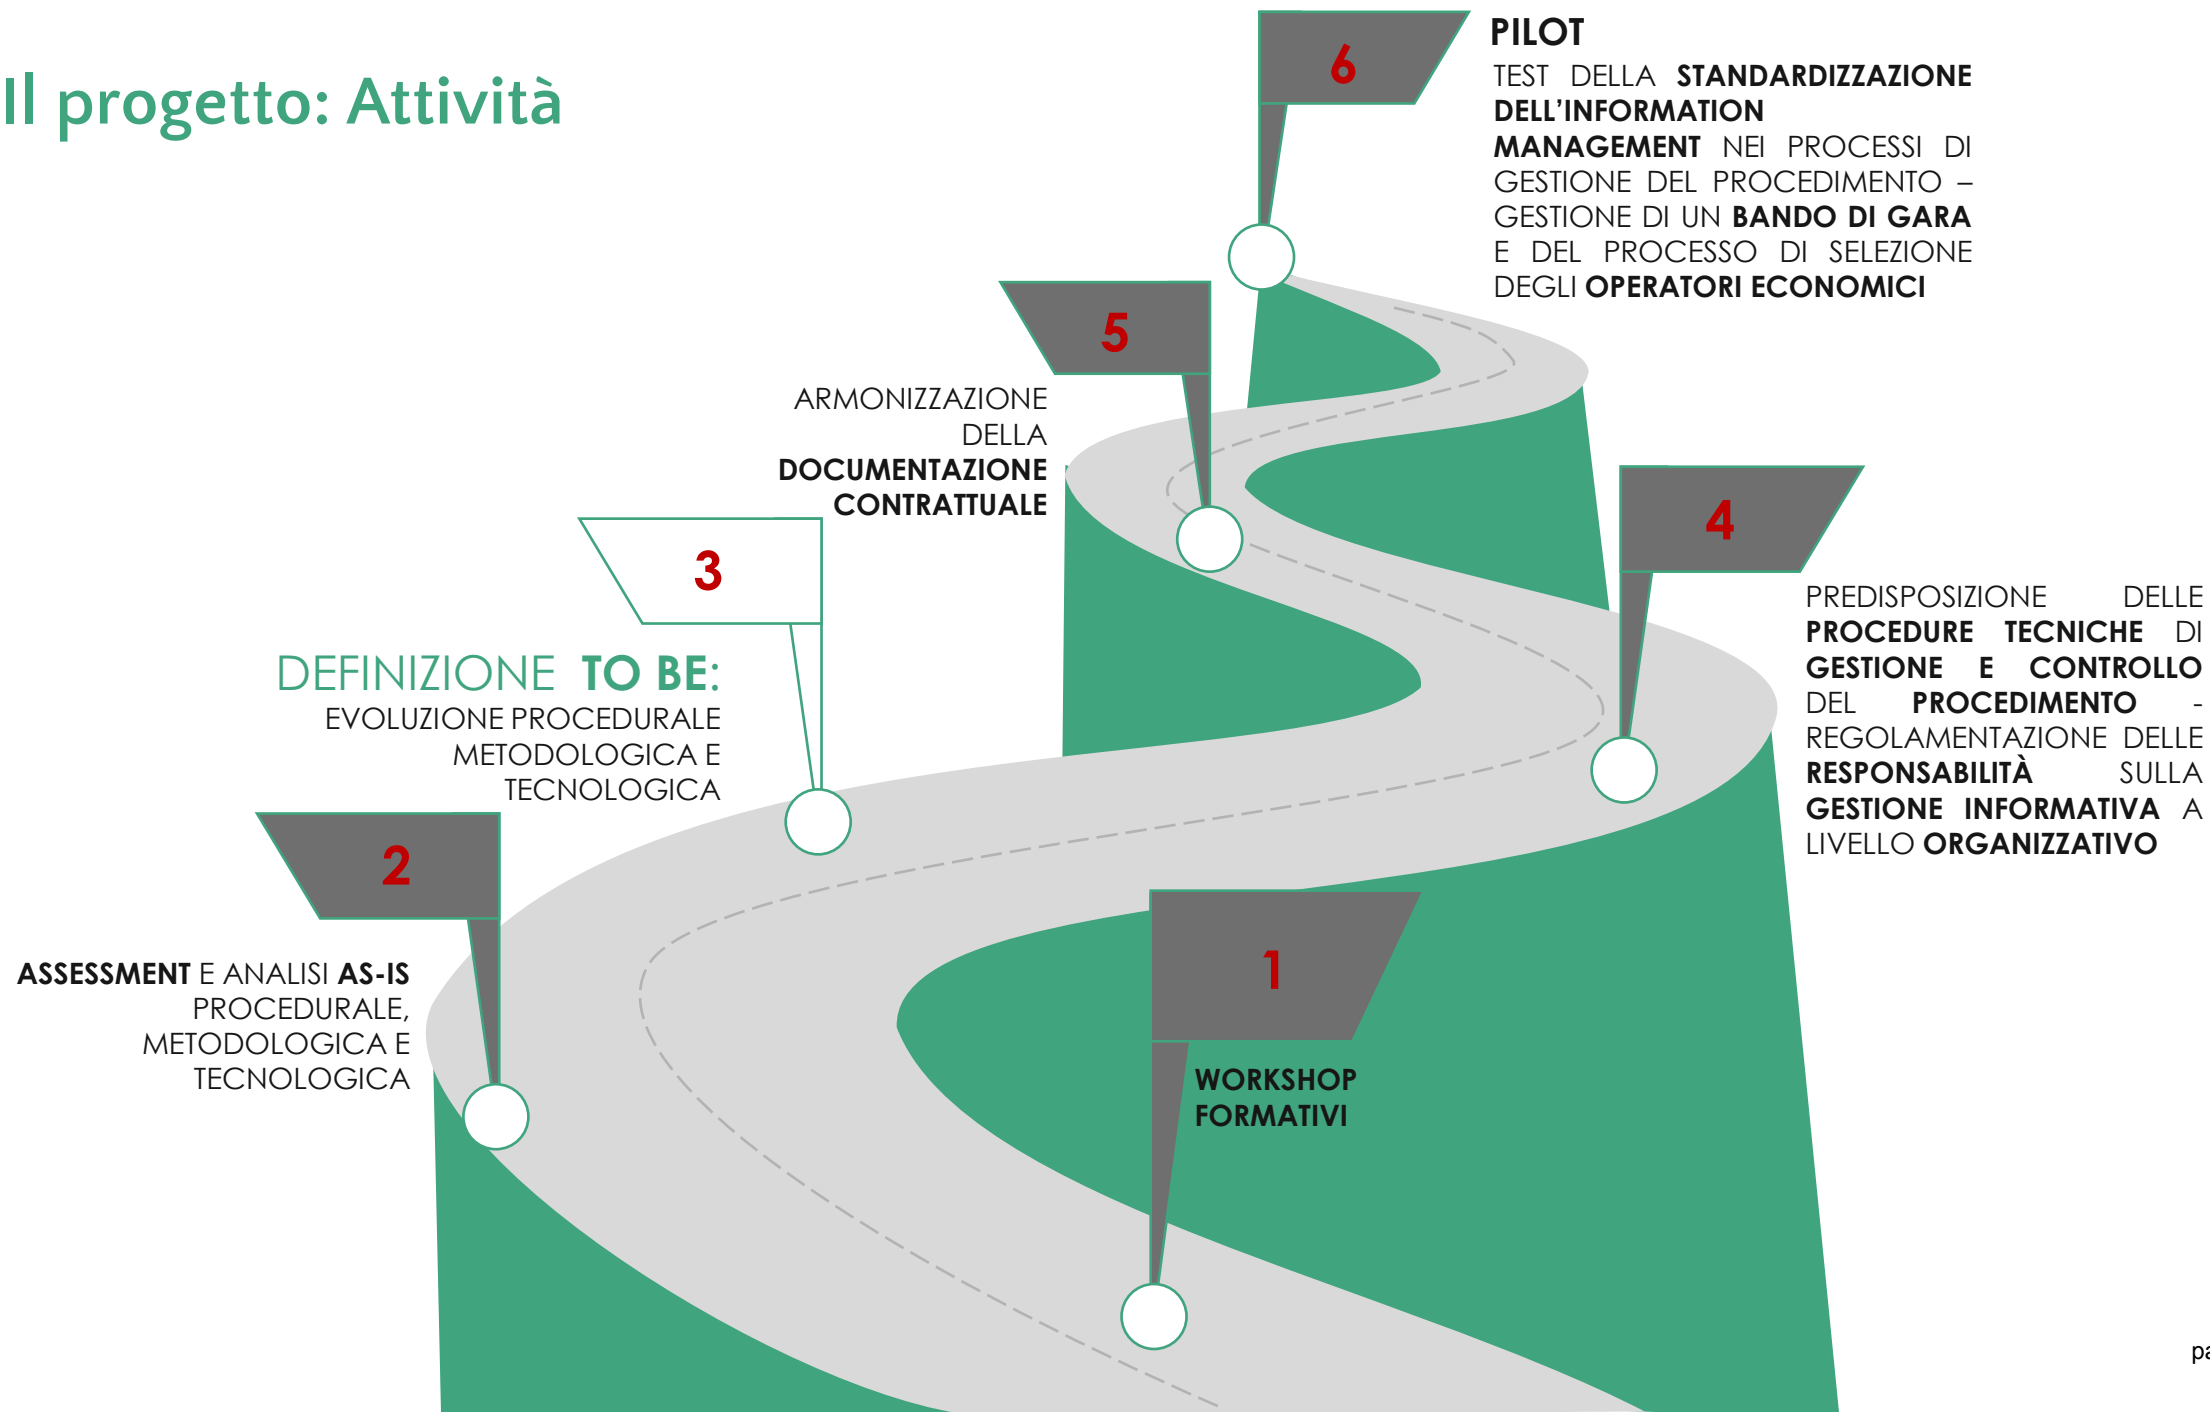 Il progetto: Attività
6
PILOT
TEST DELLA STANDARDIZZAZIONE
DELL'INFORMATION
MANAGEMENT NEI PROCESSI DI
GESTIONE DEL PROCEDIMENTO –
GESTIONE DI UN BANDO DI GARA
E DEL PROCESSO DI SELEZIONE
DEGLI OPERATORI ECONOMICI
5
ARMONIZZAZIONE
DELLA
DOCUMENTAZIONE
CONTRATTUALE
4
PREDISPOSIZIONE DELLE
PROCEDURE TECNICHE DI
GESTIONE E CONTROLLO
DEL PROCEDIMENTO -
REGOLAMENTAZIONE DELLE
RESPONSABILITÀ SULLA
GESTIONE INFORMATIVA A
LIVELLO ORGANIZZATIVO
3
DEFINIZIONE TO BE:
EVOLUZIONE PROCEDURALE
METODOLOGICA E
TECNOLOGICA
2
ASSESSMENT E ANALISI AS-IS
PROCEDURALE,
METODOLOGICA E
TECNOLOGICA
1
WORKSHOP
FORMATIVI